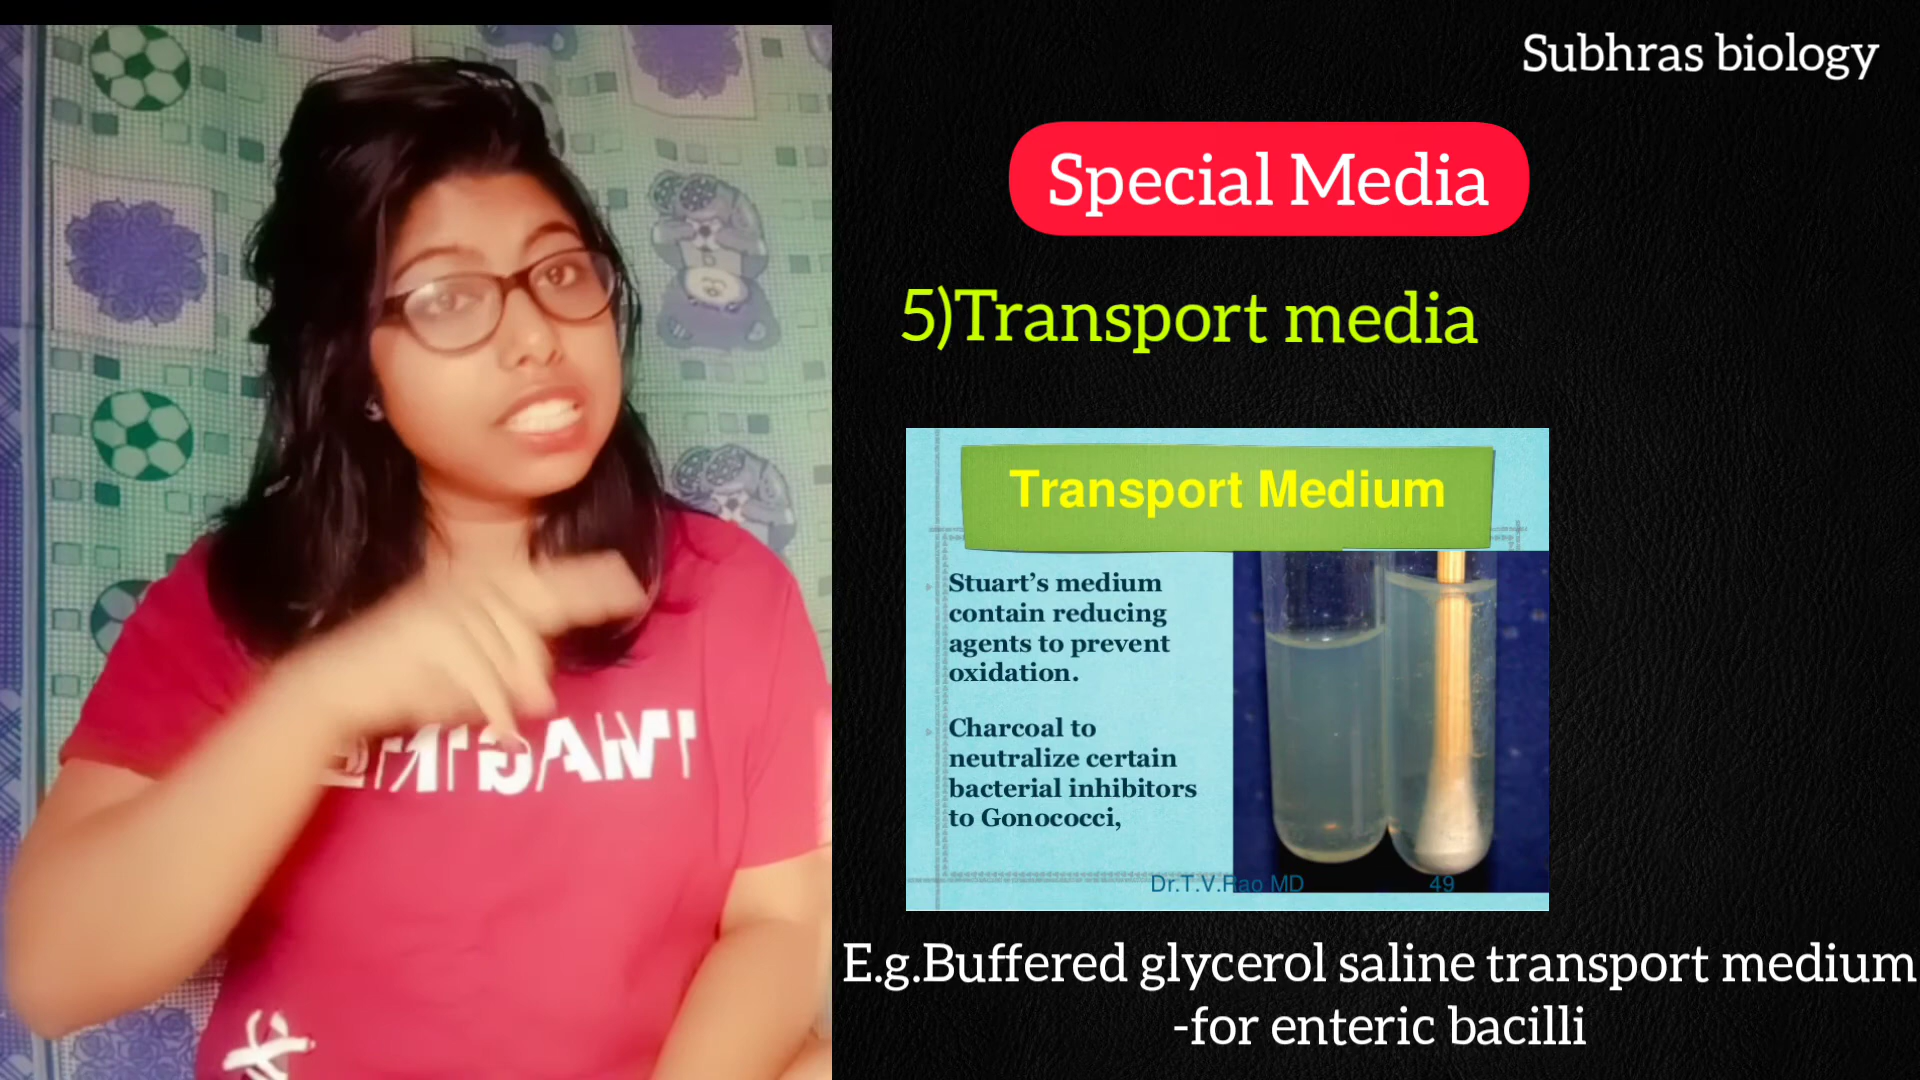 Subhras biology
Special Media
5)Transport media
Transport Medium
Stuart's medium
contain reducing
agents to prevent
oxidation.
Charcoal to
neutralize certain
bacterial inhibitors
to Gonococci,
Dr.T.V.Rao MD
49
E.g.Buffered glycerol saline transport medium
-for enteric bacilli